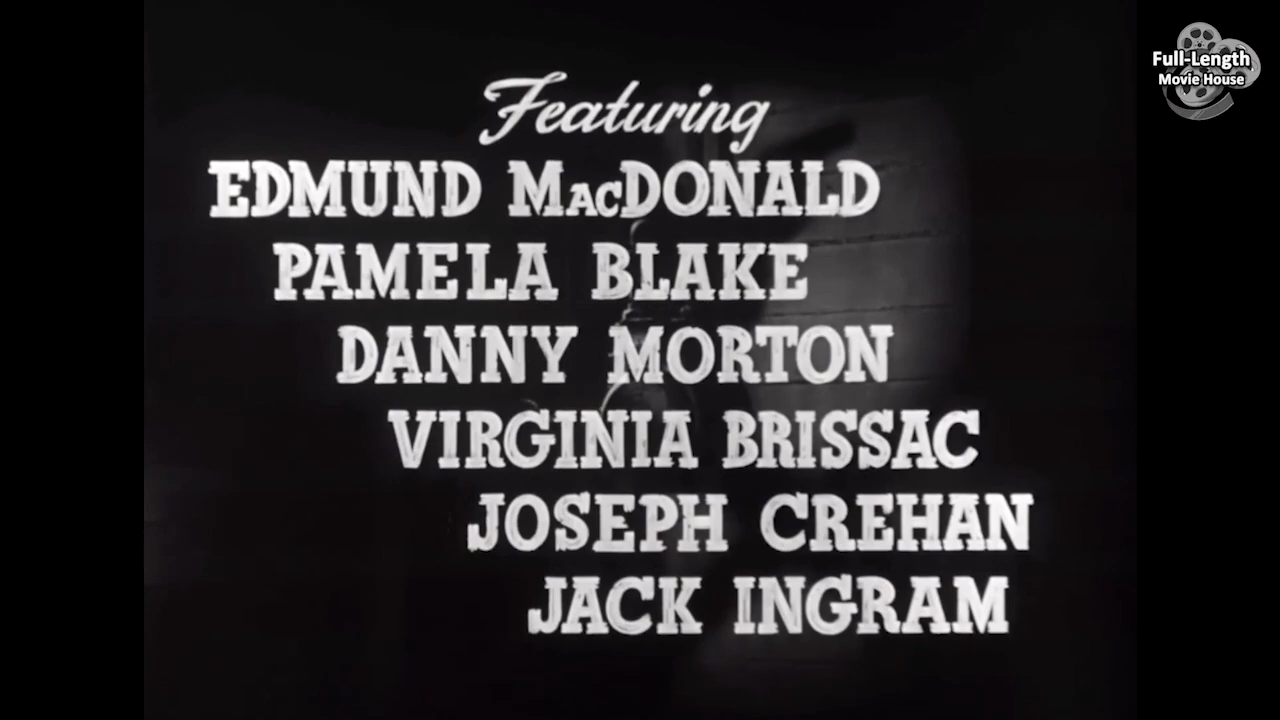 Featuring
EDMUND MacDONALD
PAMELA BLAKE
DANNY MORTON
VIRGINIA BRISSAC
JOSEPH CREHAN
JACK INGRAM
Full-Length
Movie House